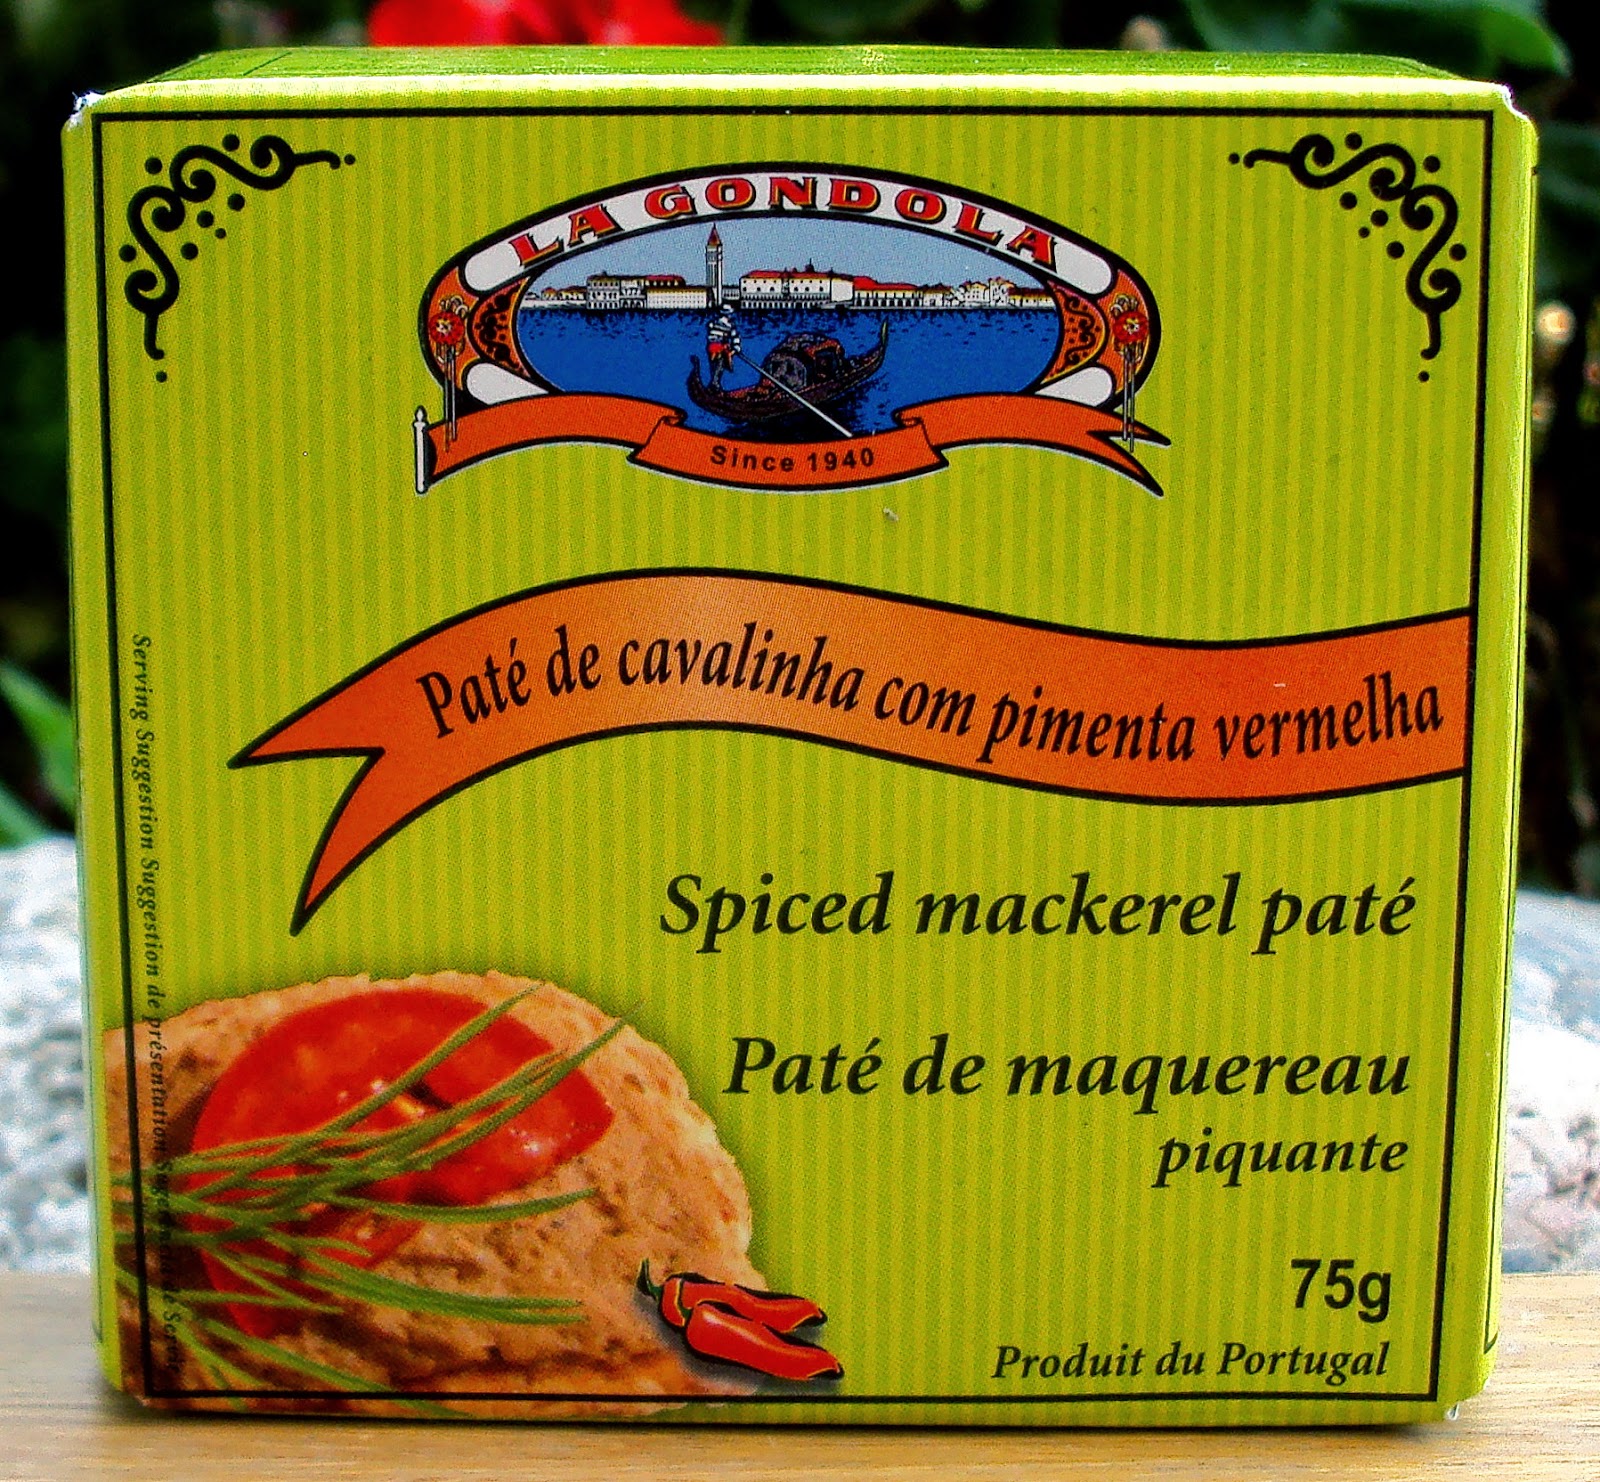 LA GONDOLA
Since 1940
Paté de cavalinha com pimenta vermelha
Spiced mackerel paté
Paté de maquereau
piquante
75g
Produit du Portugal
Serving Suggestion Suggestion de présentation